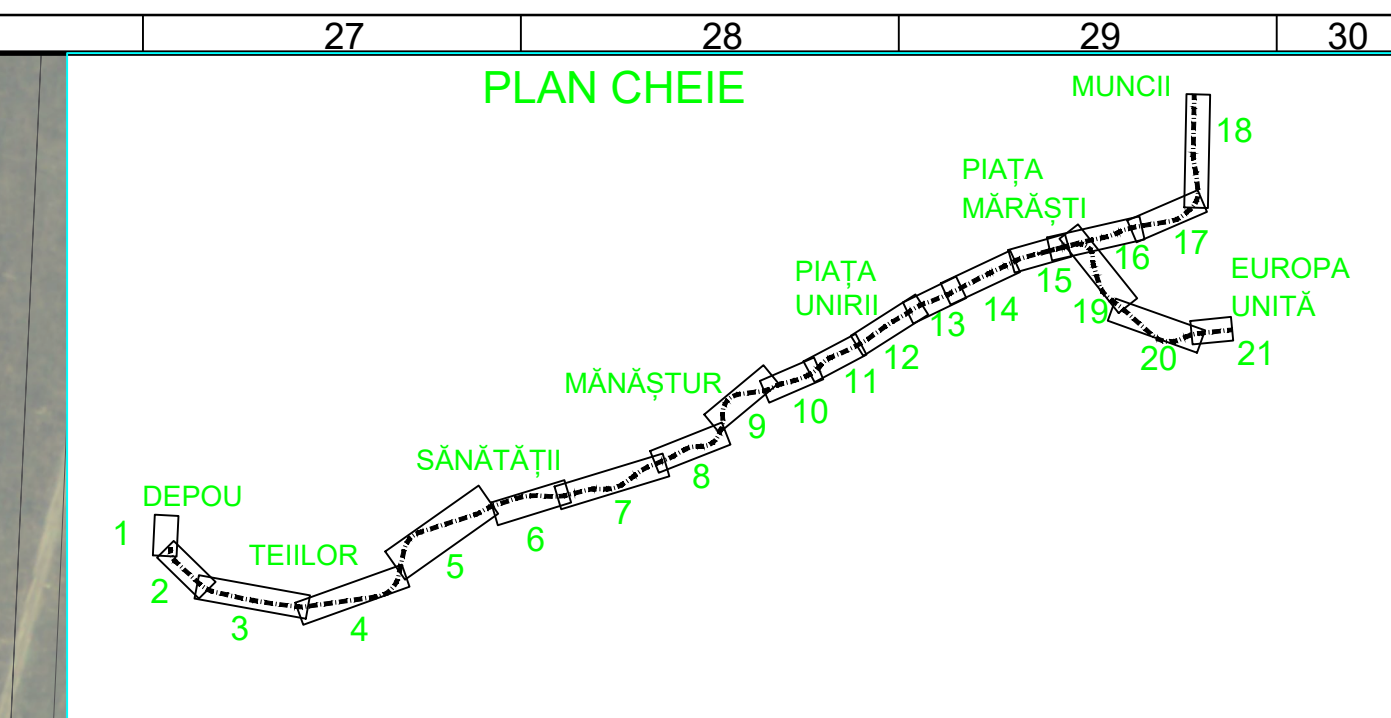 27
28
29
30
PLAN CHEIE
MUNCII
18
PIAȚA
MĂRĂȘTI
17
16
15
EUROPA
UNITĂ
PIAȚA
UNIRII
14
13
19
12
20
21
11
MĂNĂȘTUR
10
9
SĂNĂTĂȚII
8
DEPOU
7
1
6
TEIILOR
5
2
3
4